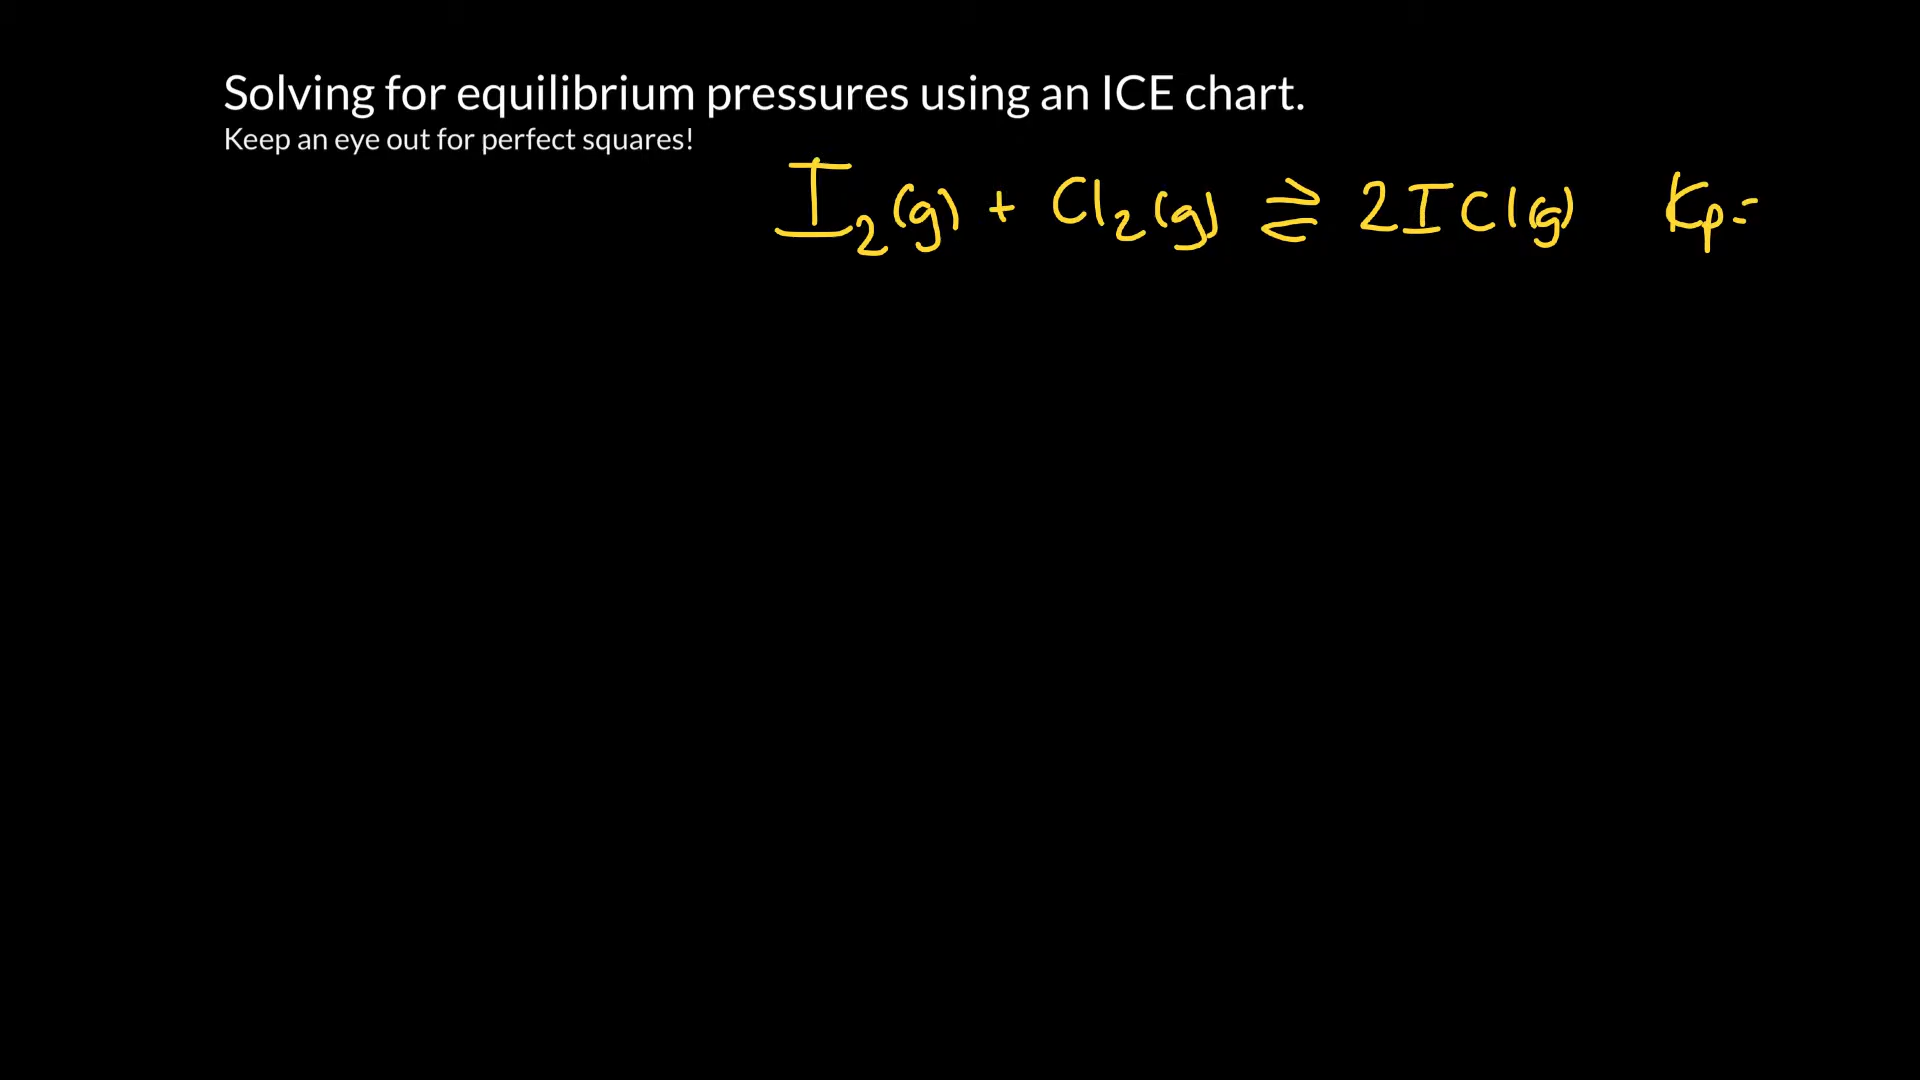 Solving for equilibrium pressures using an ICE chart.
Keep an eye out for perfect squares!
I₂(g) + Cl₂(g) ⇌ 2ICl(g) Kp=